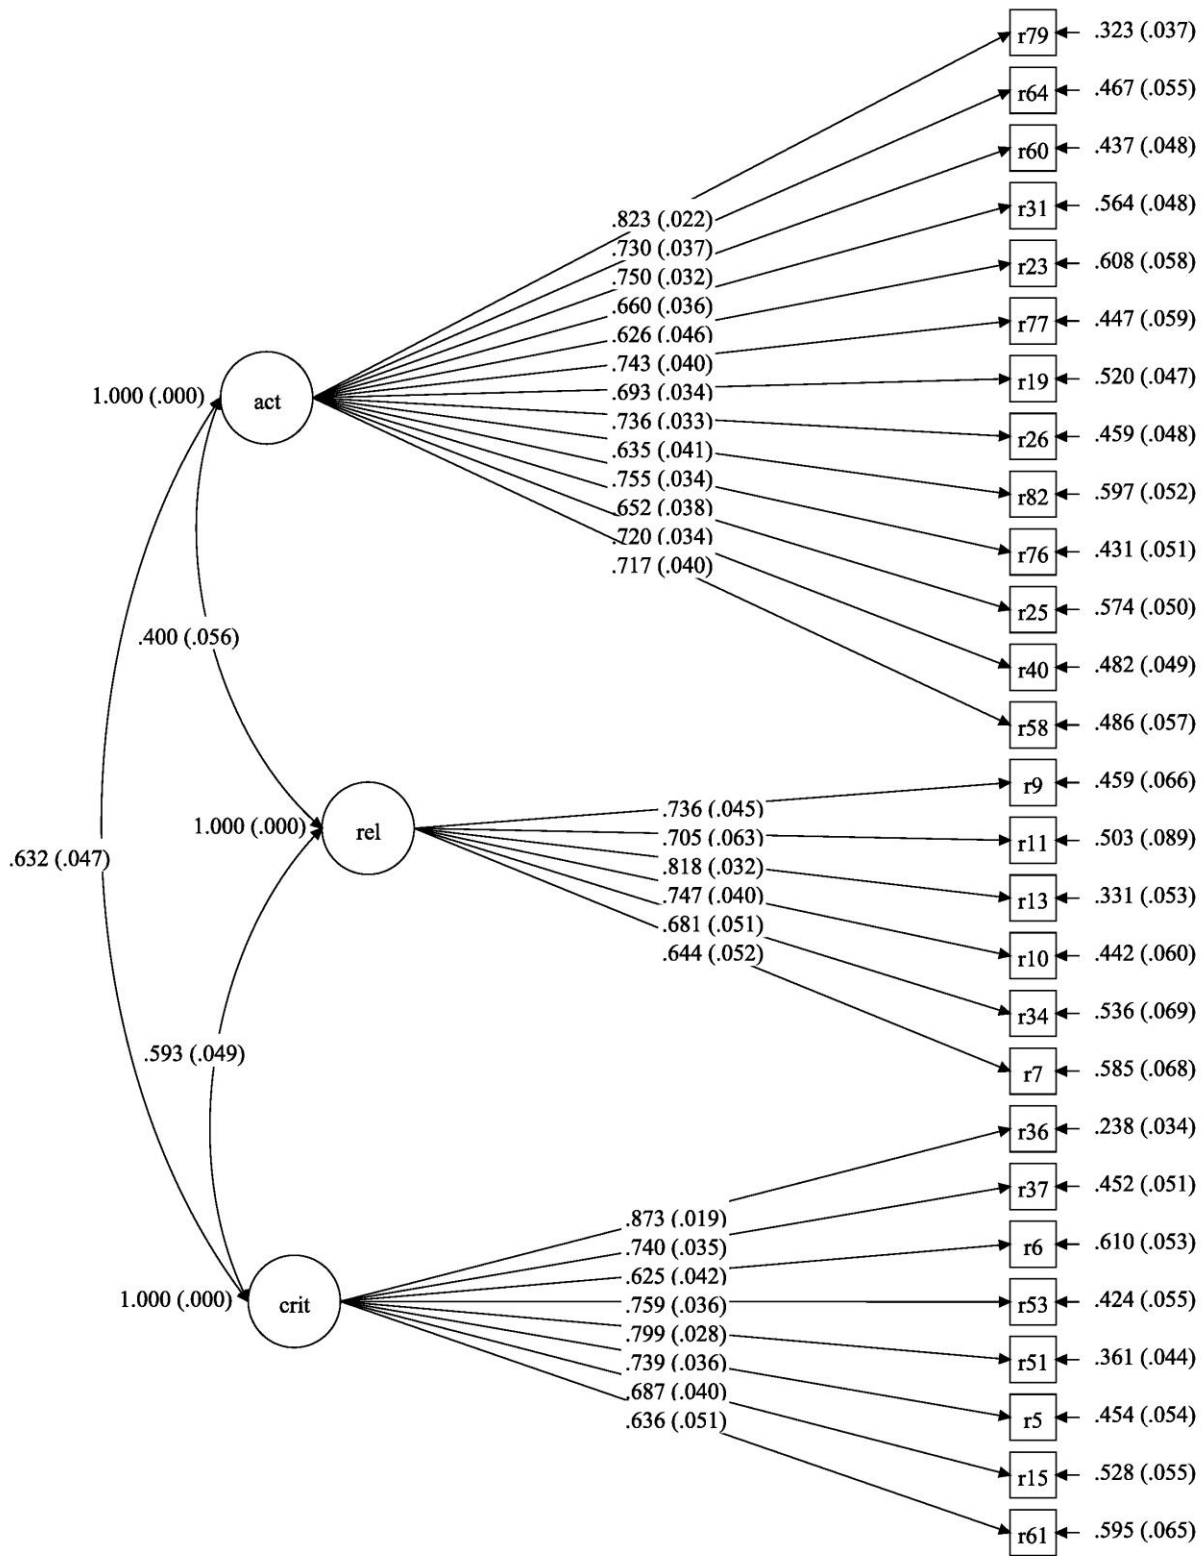 r79 .323 (.037)
r64 .467 (.055)
r60 .437 (.048)
r31 .564 (.048)
.823 (.022)
.730 (.037)
r23 .608 (.058)
.750 (.032)
.660 (.036)
r77 .447 (.059)
.626 (.046)
.743 (.040)
r19 .520 (.047)
.693 (.034)
1.000 (.000) act
.736 (.033)
r26 .459 (.048)
.635 (.041)
.755 (.034)
r82 .597 (.052)
.652 (.038)
.720 (.034)
r76 .431 (.051)
.717 (.040)
r25 .574 (.050)
.400 (.056)
r40 .482 (.049)
r58 .486 (.057)
r9 .459 (.066)
.736 (.045)
1.000 (.000) rel
.705 (.063)
r11 .503 (.089)
.632 (.047)
.818 (.032)
.747 (.040)
r13 .331 (.053)
.681 (.051)
.644 (.052)
r10 .442 (.060)
r34 .536 (.069)
.593 (.049)
r7 .585 (.068)
r36 .238 (.034)
r37 .452 (.051)
.873 (.019)
.740 (.035)
r6 .610 (.053)
.625 (.042)
1.000 (.000) crit
.759 (.036)
r53 .424 (.055)
.799 (.028)
r51 .361 (.044)
.739 (.036)
.687 (.040)
r5 .454 (.054)
.636 (.051)
r15 .528 (.055)
r61 .595 (.065)